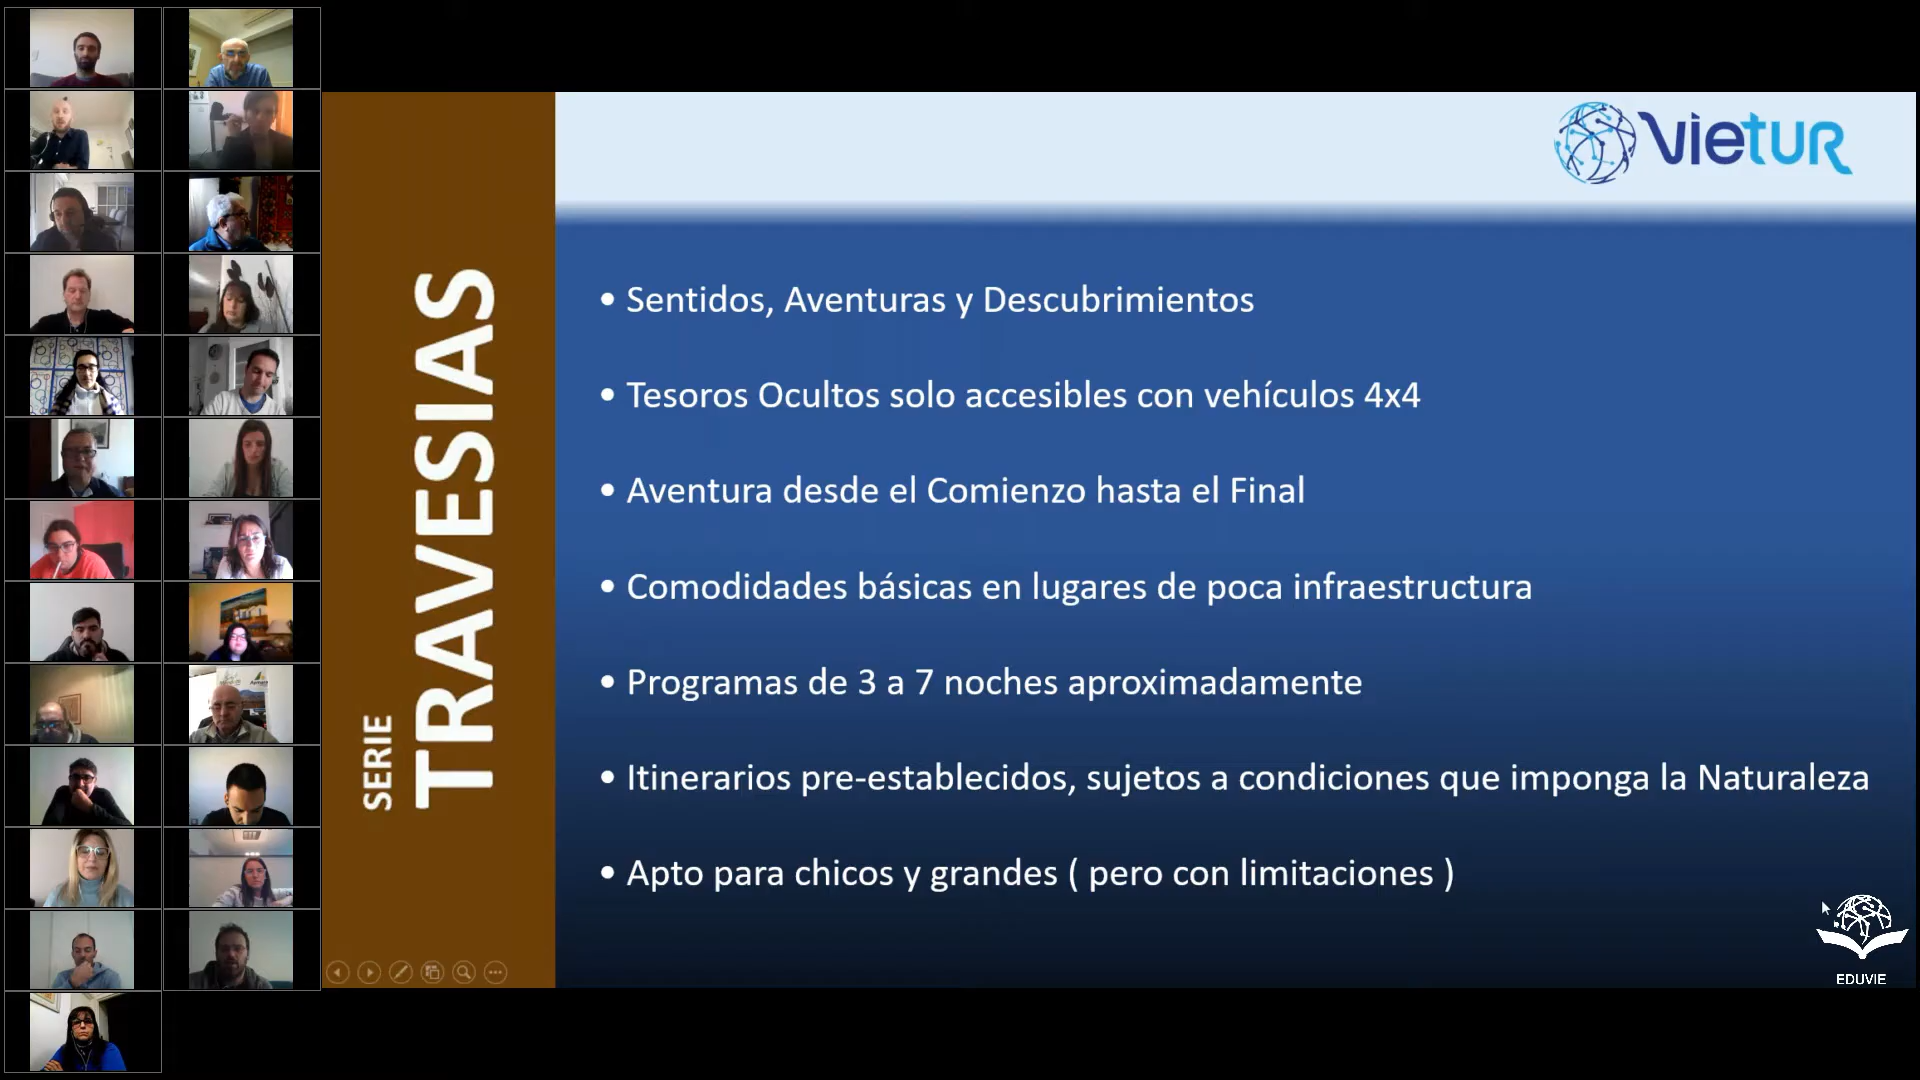 vietur
SERIE
TRAVESIAS
• Sentidos, Aventuras y Descubrimientos
• Tesoros Ocultos solo accesibles con vehículos 4x4
• Aventura desde el Comienzo hasta el Final
• Comodidades básicas en lugares de poca infraestructura
• Programas de 3 a 7 noches aproximadamente
• Itinerarios pre-establecidos, sujetos a condiciones que imponga la Naturaleza
• Apto para chicos y grandes ( pero con limitaciones )
EDUVIE